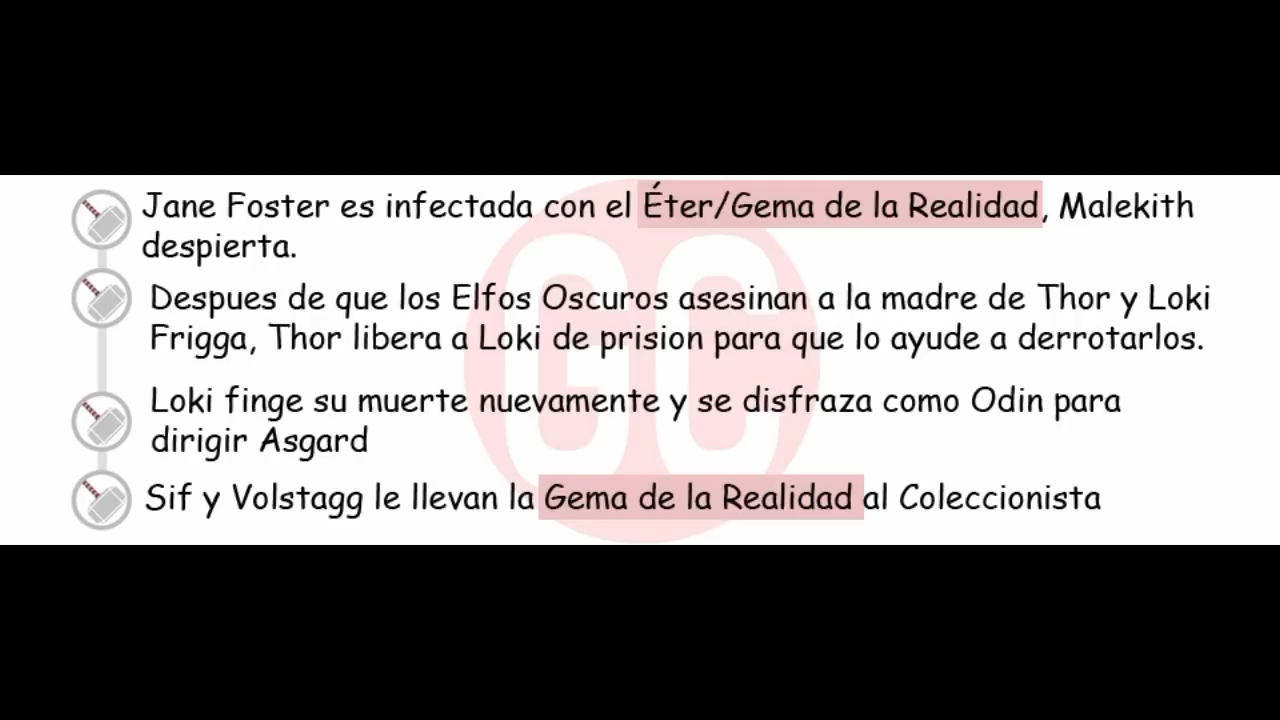 Jane Foster es infectada con el Éter/Gema de la Realidad, Malekith
despierta.
Despues de que los Elfos Oscuros asesinan a la madre de Thor y Loki
Frigga, Thor libera a Loki de prision para que lo ayude a derrotarlos.
Loki finge su muerte nuevamente y se disfraza como Odin para
dirigir Asgard
Sif y Volstagg le llevan la Gema de la Realidad al Coleccionista
GC